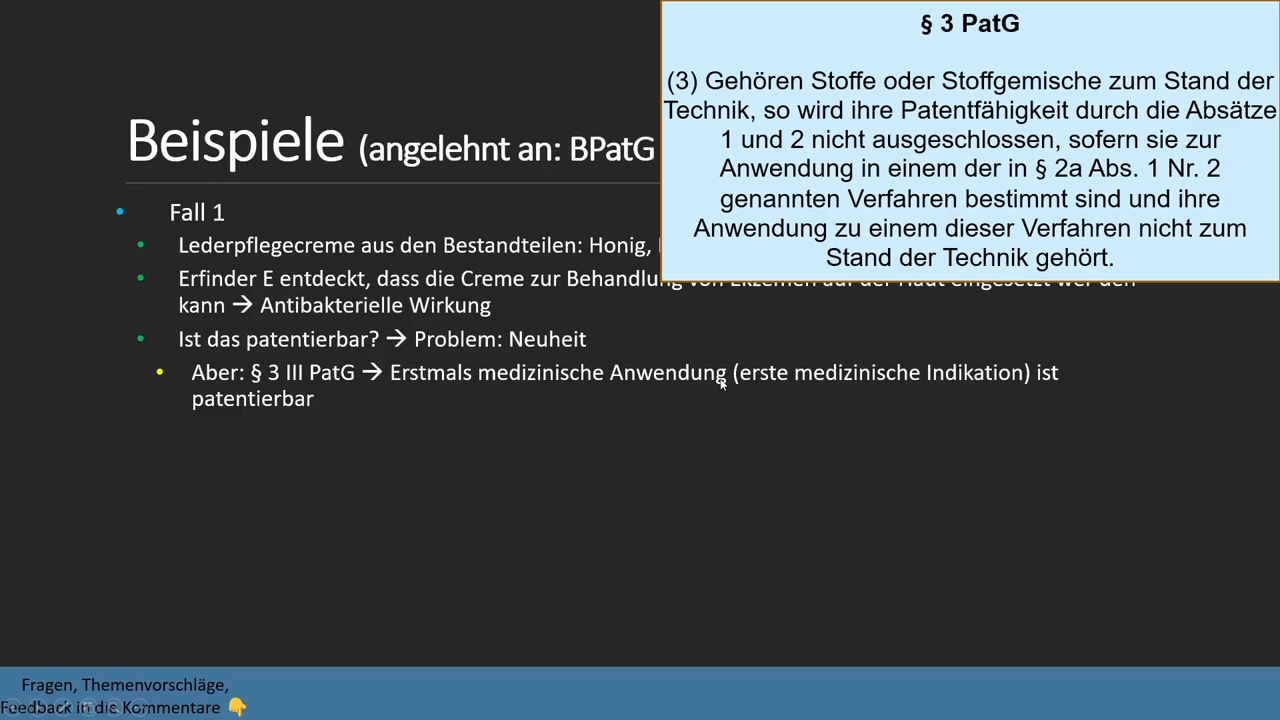 § 3 PatG
(3) Gehören Stoffe oder Stoffgemische zum Stand der
Technik, so wird ihre Patentfähigkeit durch die Absätze
1 und 2 nicht ausgeschlossen, sofern sie zur
Anwendung in einem der in § 2a Abs. 1 Nr. 2
genannten Verfahren bestimmt sind und ihre
Anwendung zu einem dieser Verfahren nicht zum
Stand der Technik gehört.
Beispiele (angelehnt an: BPatG
• Fall 1
• Lederpflegecreme aus den Bestandteilen: Honig,
• Erfinder E entdeckt, dass die Creme zur Behandlung von Ekzemen auf der Haut eingesetzt wer den
kann → Antibakterielle Wirkung
• Ist das patentierbar? → Problem: Neuheit
• Aber: § 3 III PatG → Erstmals medizinische Anwendung (erste medizinische Indikation) ist
patentierbar
Fragen, Themenvorschläge,
Feedback in die Kommentare 👇